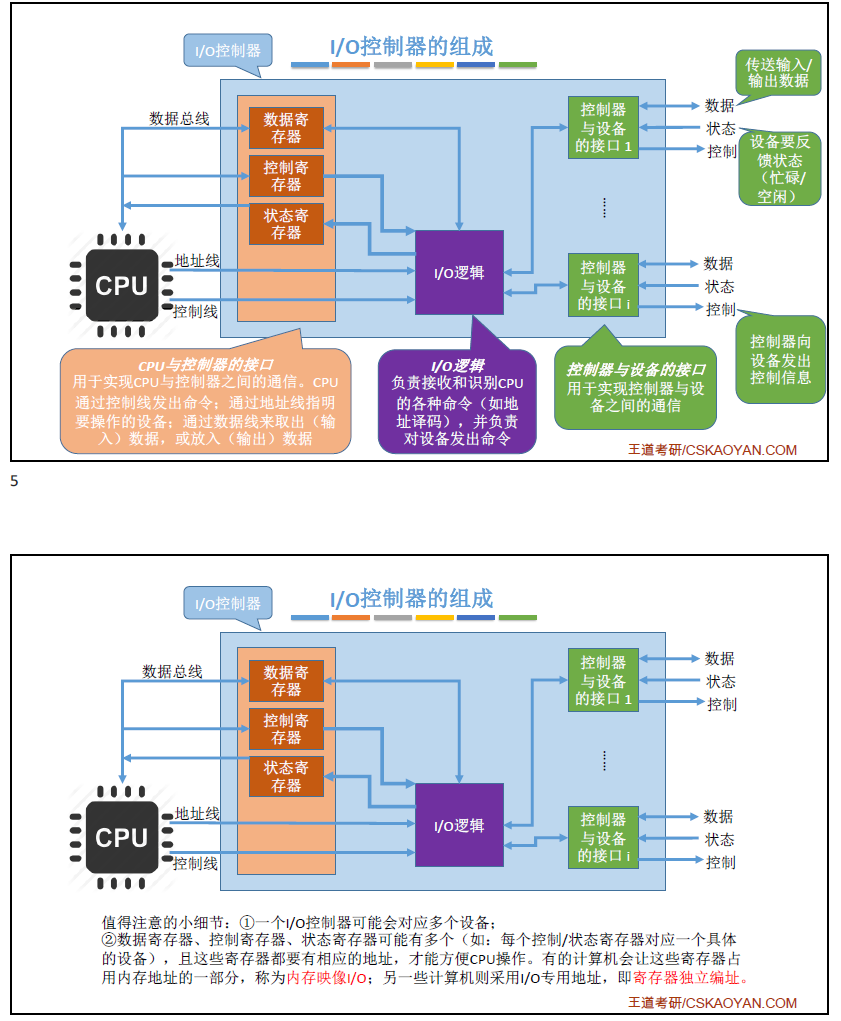 I/O控制器的组成
I/O控制器
传送输入/
输出数据
数据总线
数据寄
存器
控制寄
存器
状态寄
存器
控制器
与设备
的接口 1
数据
状态
控制
设备要反
馈状态
（忙碌/
空闲）
CPU
地址线
控制线
I/O逻辑
控制器
与设备
的接口 i
数据
状态
控制
控制器向
设备发出
控制信息
CPU与控制器的接口
用于实现CPU与控制器之间的通信。CPU
通过控制线发出命令；通过地址线指明
要操作的设备；通过数据线来取出（输
入）数据，或放入（输出）数据
I/O逻辑
负责接收和识别CPU
的各种命令（如地
址译码），并负责
对设备发出命令
控制器与设备的接口
用于实现控制器与设
备之间的通信
王道考研/CSKAOYAN.COM
5
I/O控制器的组成
I/O控制器
数据总线
数据寄
存器
控制寄
存器
状态寄
存器
控制器
与设备
的接口 1
数据
状态
控制
CPU
地址线
控制线
I/O逻辑
控制器
与设备
的接口 i
数据
状态
控制
值得注意的小细节：①一个I/O控制器可能会对应多个设备；
②数据寄存器、控制寄存器、状态寄存器可能有多个（如：每个控制/状态寄存器对应一个具体
的设备），且这些寄存器都要有相应的地址，才能方便CPU操作。有的计算机会让这些寄存器占
用内存地址的一部分，称为内存映像I/O；另一些计算机则采用I/O专用地址，即寄存器独立编址。
王道考研/CSKAOYAN.COM